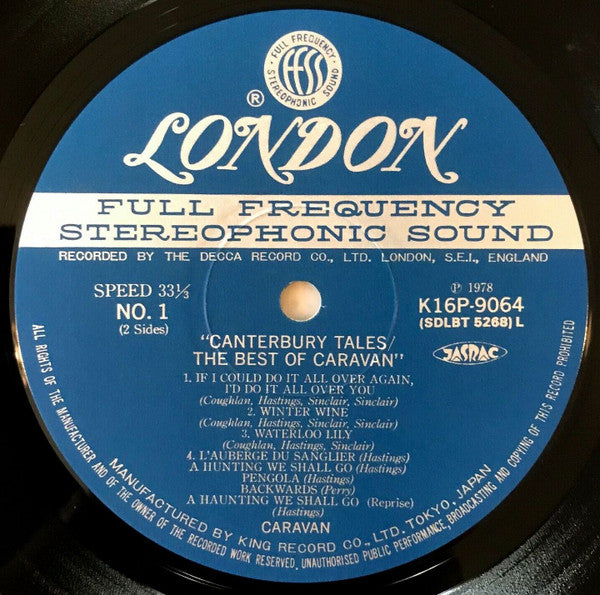 FULL FREQUENCY
ffss
STEREOPHONIC SOUND
®
LONDON
FULL FREQUENCY
STEREOPHONIC SOUND
RECORDED BY THE DECCA RECORD CO., LTD. LONDON, S.E.I., ENGLAND
SPEED 33⅓
NO. 1
(2 Sides)
℗ 1978
K16P-9064
(SDLBT 5268) L
JASRAC
"CANTERBURY TALES/
THE BEST OF CARAVAN"
1. IF I COULD DO IT ALL OVER AGAIN,
I'D DO IT ALL OVER YOU
(Coughlan, Hastings, Sinclair, Sinclair)
2. WINTER WINE
3. WATERLOO LILY
(Coughlan, Hastings, Sinclair)
4. L'AUBERGE DU SANGLIER (Hastings)
A HUNTING WE SHALL GO (Hastings)
PENGOLA (Hastings)
BACKWARDS (Perry)
A HAUNTING WE SHALL GO (Reprise)
(Hastings)
CARAVAN
MANUFACTURED BY KING RECORD CO., LTD. TOKYO, JAPAN
ALL RIGHTS OF THE MANUFACTURER AND OF THE OWNER OF THE RECORDED WORK RESERVED. UNAUTHORISED PUBLIC PERFORMANCE, BROADCASTING AND COPYING OF THIS RECORD PROHIBITED